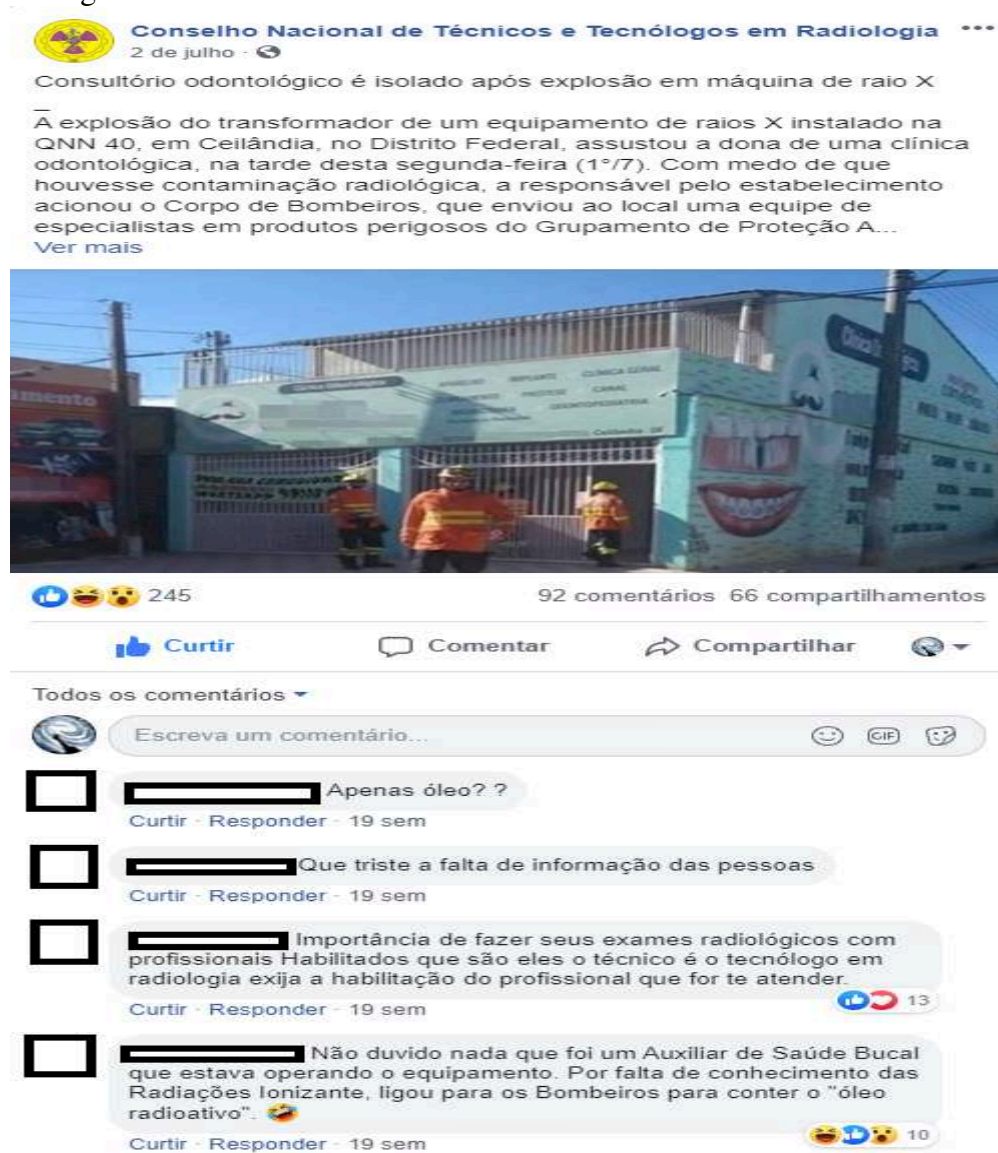 Conselho Nacional de Técnicos e Tecnólogos em Radiologia
2 de julho ·
Consultório odontológico é isolado após explosão em máquina de raio X
_
A explosão do transformador de um equipamento de raios X instalado na
QNN 40, em Ceilândia, no Distrito Federal, assustou a dona de uma clínica
odontológica, na tarde desta segunda-feira (1°/7). Com medo de que
houvesse contaminação radiológica, a responsável pelo estabelecimento
acionou o Corpo de Bombeiros, que enviou ao local uma equipe de
especialistas em produtos perigosos do Grupamento de Proteção A...
Ver mais
CLÍNICA GERAL
IMPLANTE
PRÓTESE
CANAL
ODONTOPEDIATRIA
Ceilândia DF
245
92 comentários 66 compartilhamentos
Curtir Comentar Compartilhar
Todos os comentários
Escreva um comentário...
GIF
Apenas óleo? ?
Curtir · Responder · 19 sem
Que triste a falta de informação das pessoas
Curtir · Responder · 19 sem
Importância de fazer seus exames radiológicos com
profissionais Habilitados que são eles o técnico é o tecnólogo em
radiologia exija a habilitação do profissional que for te atender.
13
Curtir · Responder · 19 sem
Não duvido nada que foi um Auxiliar de Saúde Bucal
que estava operando o equipamento. Por falta de conhecimento das
Radiações Ionizante, ligou para os Bombeiros para conter o "óleo
radioativo". 🤣
10
Curtir · Responder · 19 sem